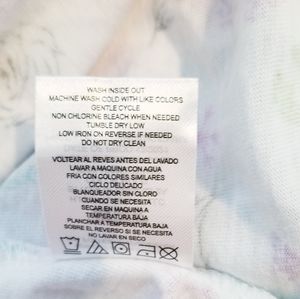 WASH INSIDE OUT
MACHINE WASH COLD WITH LIKE COLORS
GENTLE CYCLE
NON CHLORINE BLEACH WHEN NEEDED
TUMBLE DRY LOW
LOW IRON ON REVERSE IF NEEDED
DO NOT DRY CLEAN
VOLTEAR AL REVES ANTES DEL LAVADO
LAVAR A MAQUINA CON AGUA
FRIA CON COLORES SIMILARES
CICLO DELICADO
BLANQUEADOR SIN CLORO
CUANDO SE NECESITA
SECAR EN MAQUINA A
TEMPERATURA BAJA
PLANCHAR A TEMPERATURA BAJA
SOBRE EL REVERSO SI SE NECESITA
NO LAVAR EN SECO